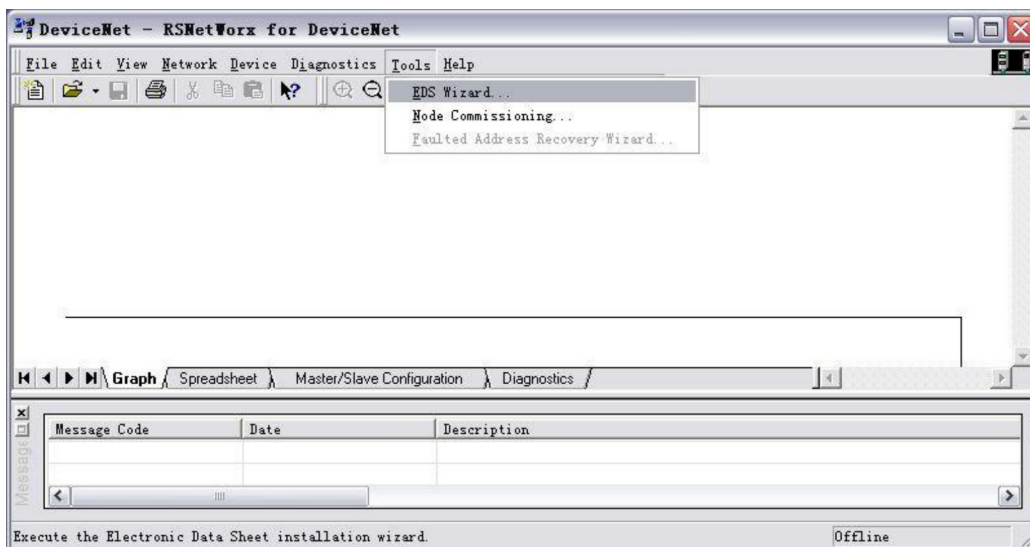 DeviceNet - RSNetWorx for DeviceNet
File Edit View Network Device Diagnostics Tools Help
EDS Wizard...
Node Commissioning...
Faulted Address Recovery Wizard...
Graph Spreadsheet Master/Slave Configuration Diagnostics
Message Code Date Description
Message
Execute the Electronic Data Sheet installation wizard. Offline